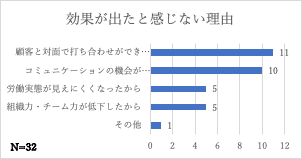 効果が出たと感じない理由
顧客と対面で打ち合わせができ…
11
コミュニケーションの機会が…
10
労働実態が見えにくくなったから
5
組織力・チーム力が低下したから
5
その他
1
N=32
0 2 4 6 8 10 12